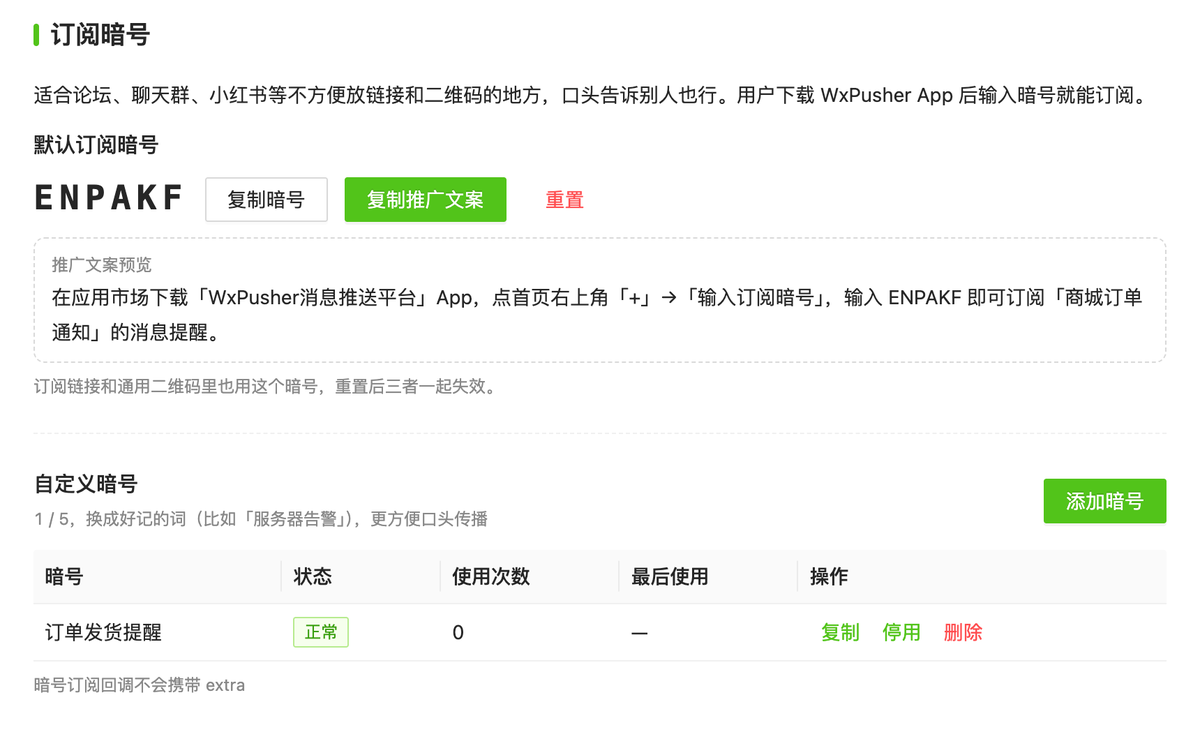 订阅暗号
适合论坛、聊天群、小红书等不方便放链接和二维码的地方，口头告诉别人也行。用户下载 WxPusher App 后输入暗号就能订阅。
默认订阅暗号
ENPAKF 复制暗号 复制推广文案 重置
推广文案预览
在应用市场下载「WxPusher消息推送平台」App，点首页右上角「+」→「输入订阅暗号」，输入 ENPAKF 即可订阅「商城订单
通知」的消息提醒。
订阅链接和通用二维码里也用这个暗号，重置后三者一起失效。
自定义暗号
添加暗号
1 / 5，换成好记的词（比如「服务器告警」），更方便口头传播
暗号 状态 使用次数 最后使用 操作
订单发货提醒 正常 0 — 复制 停用 删除
暗号订阅回调不会携带 extra